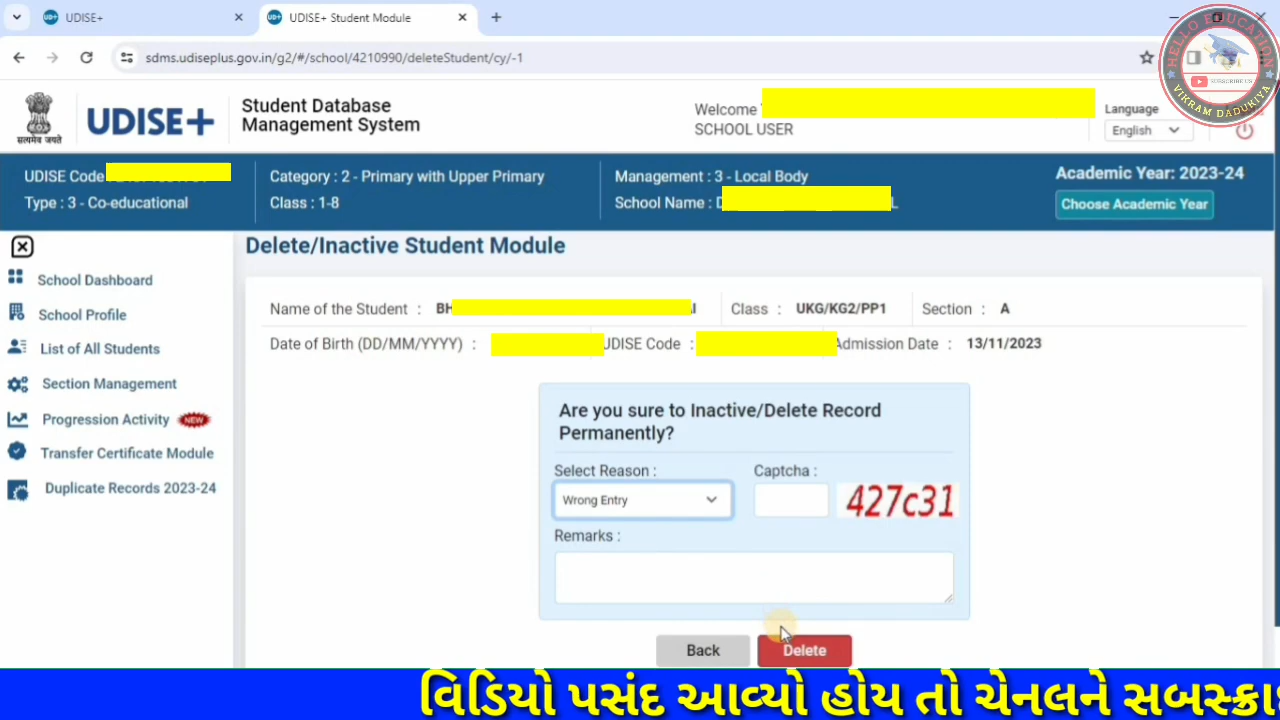 UDISE+
UDISE+ Student Module
sdms.udiseplus.gov.in/g2/#/school/4210990/deleteStudent/cy/-1
HELLO EDUCATION
SUBSCRIBE US
VIKRAM DADUKIYA
सत्यमेव जयते
UDISE+
Student Database
Management System
Welcome
SCHOOL USER
Language
English
UDISE Code
Category : 2 - Primary with Upper Primary
Management : 3 - Local Body
Academic Year: 2023-24
Type : 3 - Co-educational
Class : 1-8
School Name :
Choose Academic Year
Delete/Inactive Student Module
School Dashboard
School Profile
List of All Students
Section Management
Progression Activity NEW
Transfer Certificate Module
Duplicate Records 2023-24
Name of the Student : BH
Class : UKG/KG2/PP1
Section : A
Date of Birth (DD/MM/YYYY) :
UDISE Code :
Admission Date : 13/11/2023
Are you sure to Inactive/Delete Record
Permanently?
Select Reason :
Captcha :
Wrong Entry
427c31
Remarks :
Back
Delete
વિડિયો પસંદ આવ્યો હોય તો ચેનલને સબસ્ક્રા